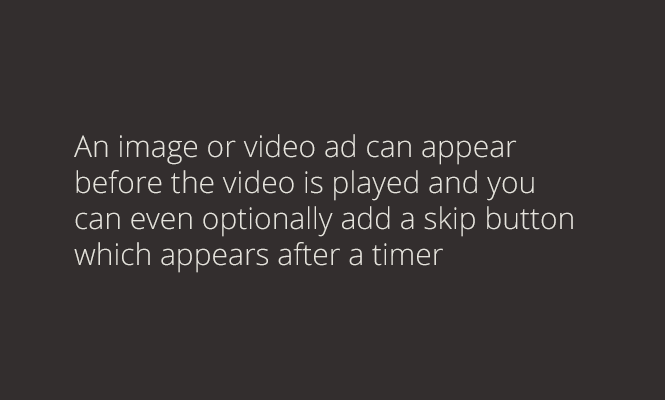 An image or video ad can appear
before the video is played and you
can even optionally add a skip button
which appears after a timer